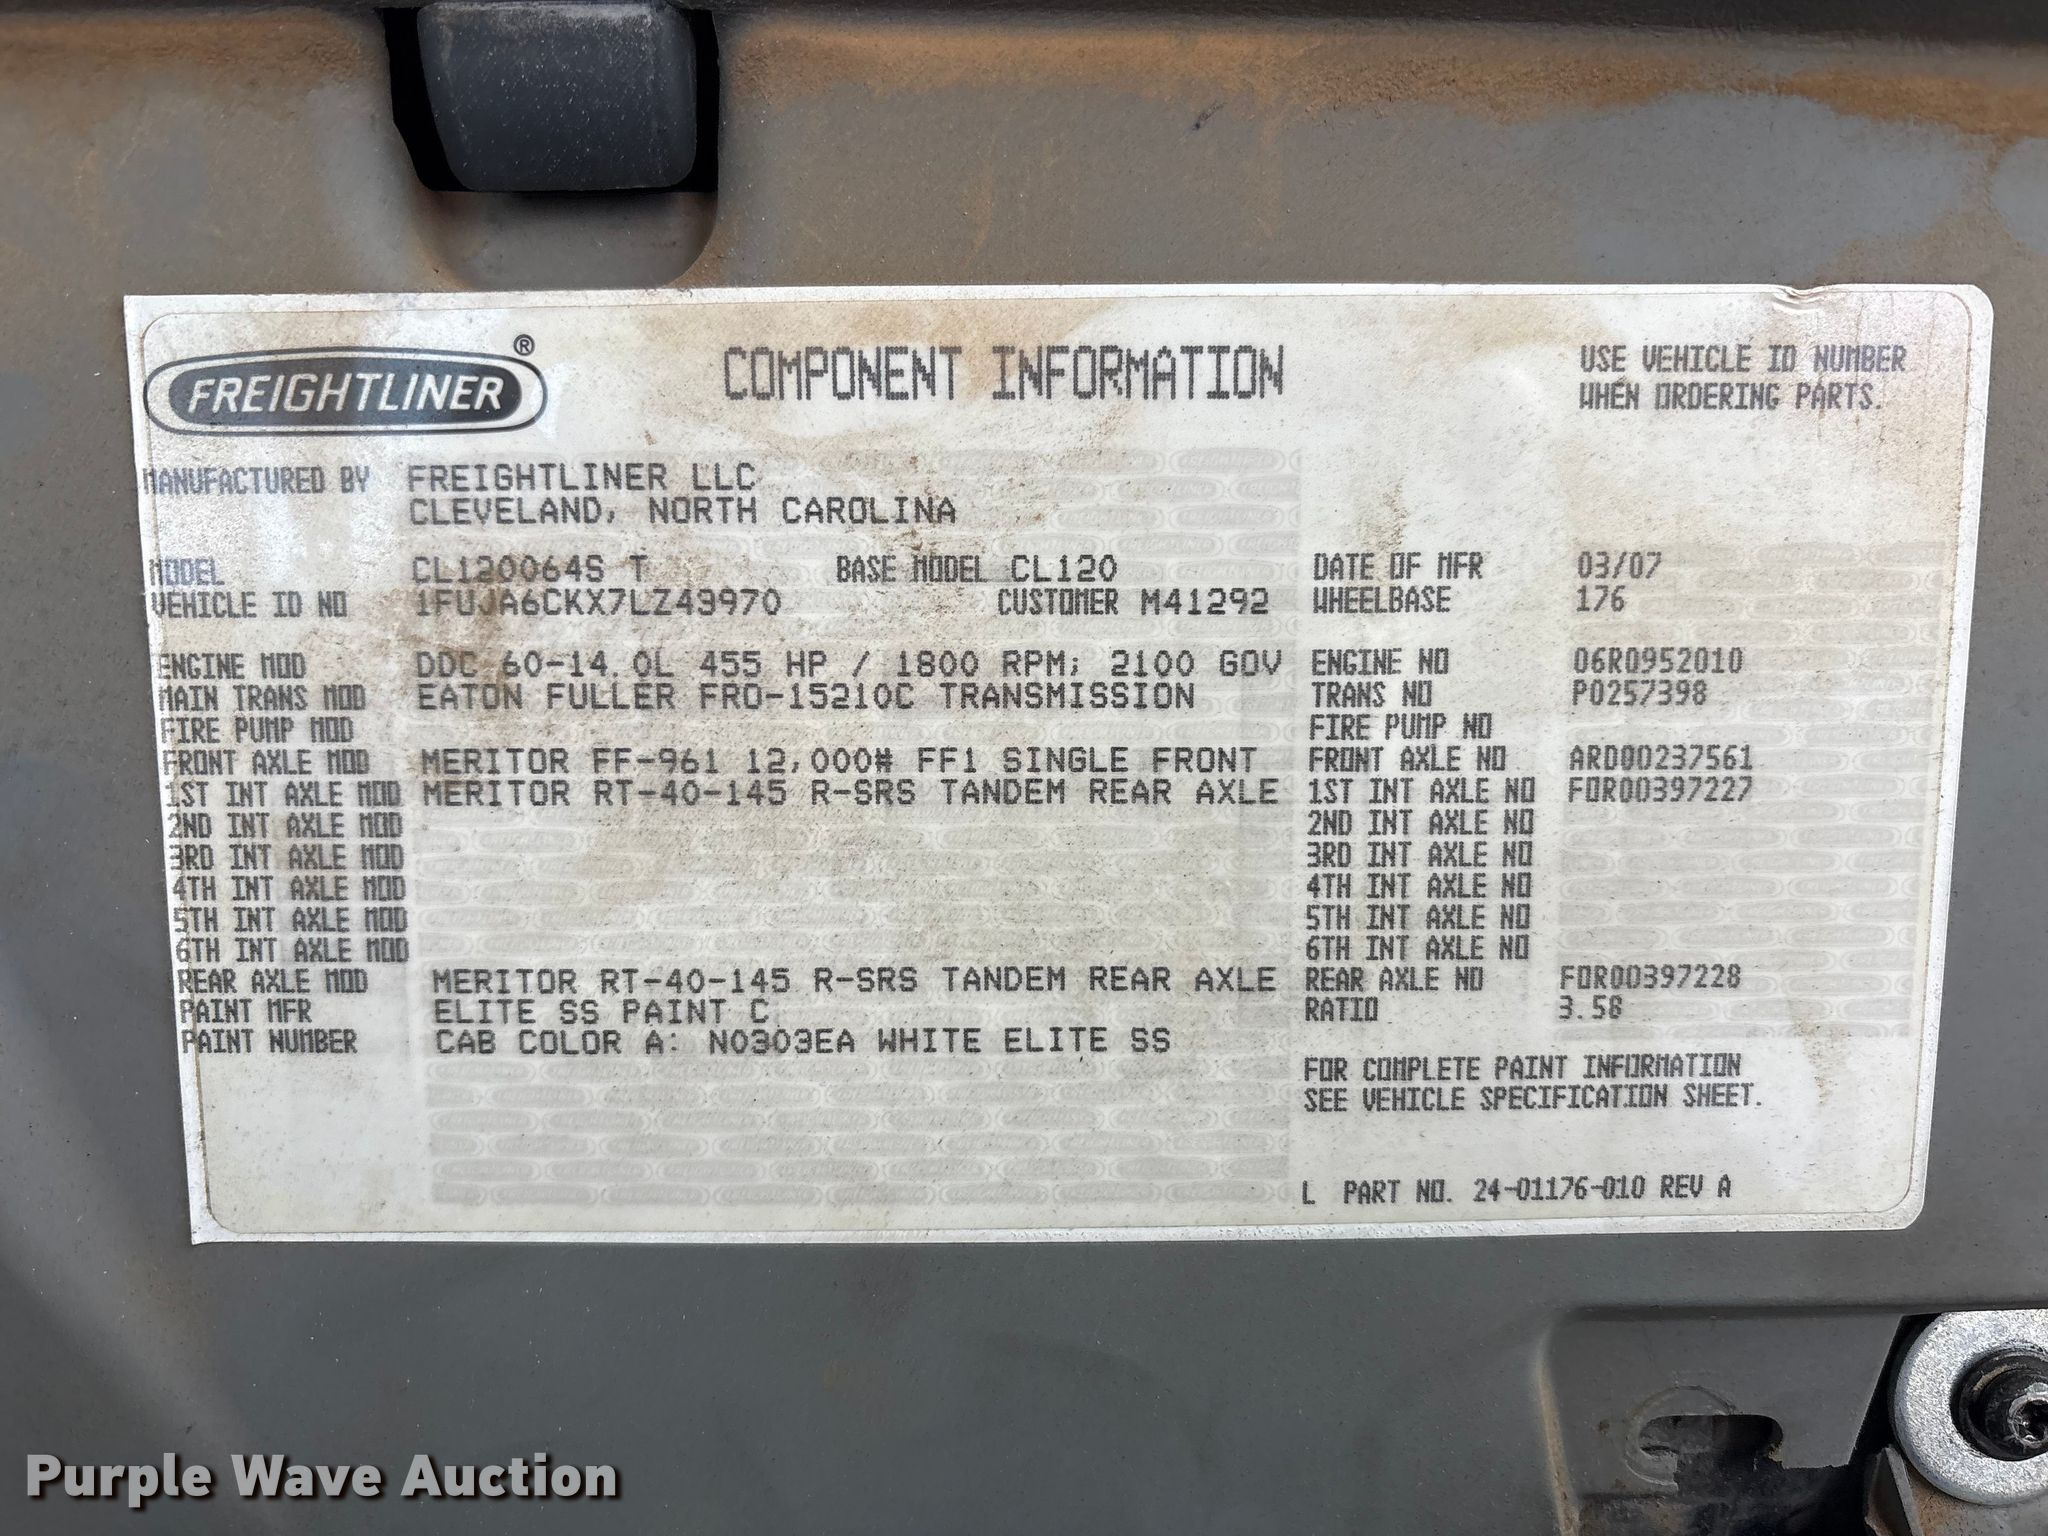 FREIGHTLINER®
COMPONENT INFORMATION
USE VEHICLE ID NUMBER
WHEN ORDERING PARTS.
MANUFACTURED BY FREIGHTLINER LLC
CLEVELAND, NORTH CAROLINA
MODEL CL120064S T BASE MODEL CL120 DATE OF MFR 03/07
VEHICLE ID NO 1FUJA6CKX7LZ43970 CUSTOMER M41292 WHEELBASE 176
ENGINE MOD DDC 60-14.0L 455 HP / 1800 RPM; 2100 GOV ENGINE NO 06R0952010
MAIN TRANS MOD EATON FULLER FRO-15210C TRANSMISSION TRANS NO P0257398
FIRE PUMP MOD FIRE PUMP NO
FRONT AXLE MOD MERITOR FF-961 12,000# FF1 SINGLE FRONT FRONT AXLE NO ARD00237561
1ST INT AXLE MOD MERITOR RT-40-145 R-SRS TANDEM REAR AXLE 1ST INT AXLE NO FOR00397227
2ND INT AXLE MOD 2ND INT AXLE NO
3RD INT AXLE MOD 3RD INT AXLE NO
4TH INT AXLE MOD 4TH INT AXLE NO
5TH INT AXLE MOD 5TH INT AXLE NO
6TH INT AXLE MOD 6TH INT AXLE NO
REAR AXLE MOD MERITOR RT-40-145 R-SRS TANDEM REAR AXLE REAR AXLE NO FOR00397228
PAINT MFR ELITE SS PAINT C RATIO 3.58
PAINT NUMBER CAB COLOR A: N0303EA WHITE ELITE SS
FOR COMPLETE PAINT INFORMATION
SEE VEHICLE SPECIFICATION SHEET.
L PART NO. 24-01176-010 REV A
Purple Wave Auction